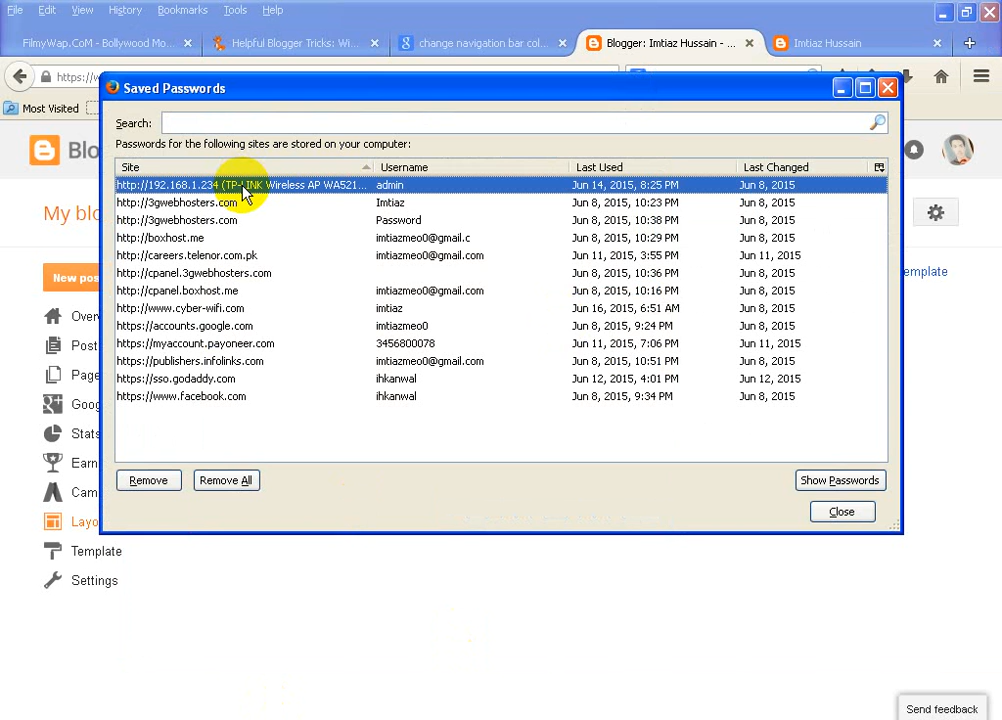 File Edit View History Bookmarks Tools Help
FilmyWap.CoM - Bollywood Mo... Helpful Blogger Tricks: Wi... change navigation bar col... Blogger: Imtiaz Hussain - ... Imtiaz Hussain
https://w
Most Visited
Saved Passwords
Search:
Passwords for the following sites are stored on your computer:
Site Username Last Used Last Changed
http://192.168.1.234 (TP-LINK Wireless AP WA521... admin Jun 14, 2015, 8:25 PM Jun 8, 2015
http://3gwebhosters.com Imtiaz Jun 8, 2015, 10:23 PM Jun 8, 2015
http://3gwebhosters.com Password Jun 8, 2015, 10:38 PM Jun 8, 2015
http://boxhost.me imtiazmeo0@gmail.c Jun 8, 2015, 10:29 PM Jun 8, 2015
http://careers.telenor.com.pk imtiazmeo0@gmail.com Jun 11, 2015, 3:55 PM Jun 11, 2015
http://cpanel.3gwebhosters.com Jun 8, 2015, 10:36 PM Jun 8, 2015
http://cpanel.boxhost.me imtiazmeo0@gmail.com Jun 8, 2015, 10:16 PM Jun 8, 2015
http://www.cyber-wifi.com imtiaz Jun 16, 2015, 6:51 AM Jun 8, 2015
https://accounts.google.com imtiazmeo0 Jun 8, 2015, 9:24 PM Jun 8, 2015
https://myaccount.payoneer.com 3456800078 Jun 11, 2015, 7:06 PM Jun 11, 2015
https://publishers.infolinks.com imtiazmeo0@gmail.com Jun 8, 2015, 10:51 PM Jun 8, 2015
https://sso.godaddy.com ihkanwal Jun 12, 2015, 4:01 PM Jun 12, 2015
https://www.facebook.com ihkanwal Jun 8, 2015, 9:34 PM Jun 8, 2015
Remove Remove All Show Passwords
Close
Blo
My blo
New pos
emplate
Over
Post
Page
Goog
Stats
Earn
Cam
Layo
Template
Settings
Send feedback